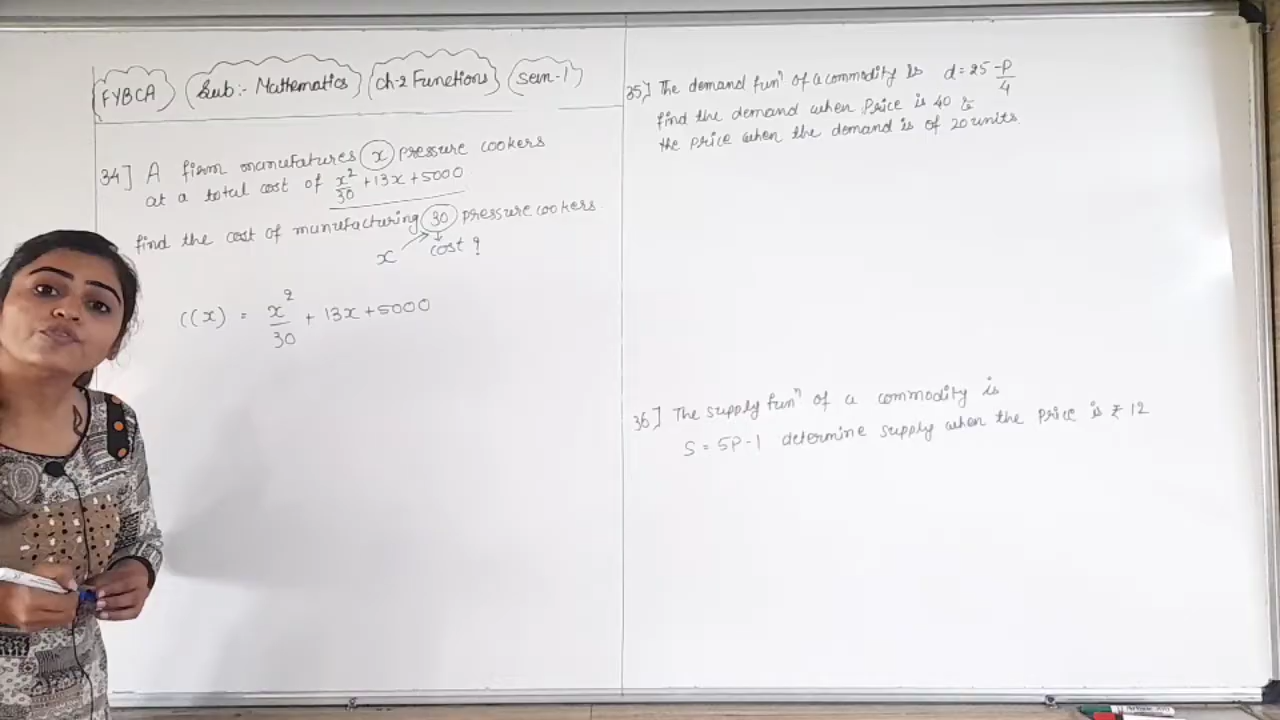 FYBCA
Sub:- Mathematics
Ch-2 Functions
Sem-1
34] A firm manufatures x pressure cookers
at a total cost of x²/30 + 13x + 5000
find the cost of manufacturing 30 pressure cookers.
x cost ?
C(x) = x²/30 + 13x + 5000
35] The demand funⁿ of a commodity is d = 25 - P/4
find the demand when price is 40 &
the price when the demand is of 20 units.
36] The supply funⁿ of a commodity is
S = 5P - 1 determine supply when the price is ₹ 12